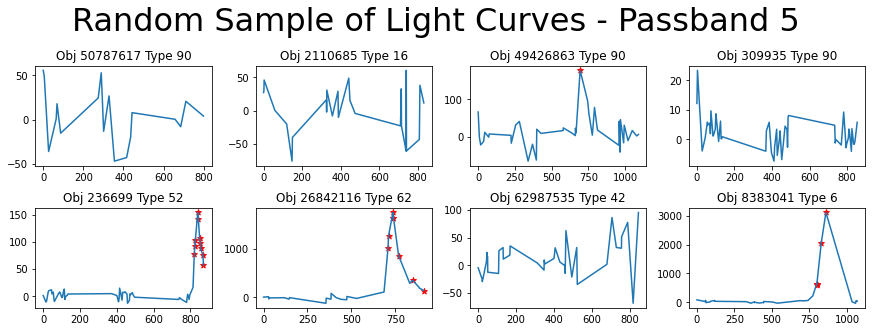 Random Sample of Light Curves - Passband 5
Obj 50787617 Type 90
Obj 2110685 Type 16
Obj 49426863 Type 90
Obj 309935 Type 90
50
0
−50
0 200 400 600 800
50
0
−50
0 200 400 600 800
100
0
0 200 400 600 800 1000
20
10
0
0 200 400 600 800
Obj 236699 Type 52
Obj 26842116 Type 62
Obj 62987535 Type 42
Obj 8383041 Type 6
150
100
50
0
0 200 400 600 800
1000
0
0 250 500 750
100
50
0
−50
0 200 400 600 800
3000
2000
1000
0
0 250 500 750 1000